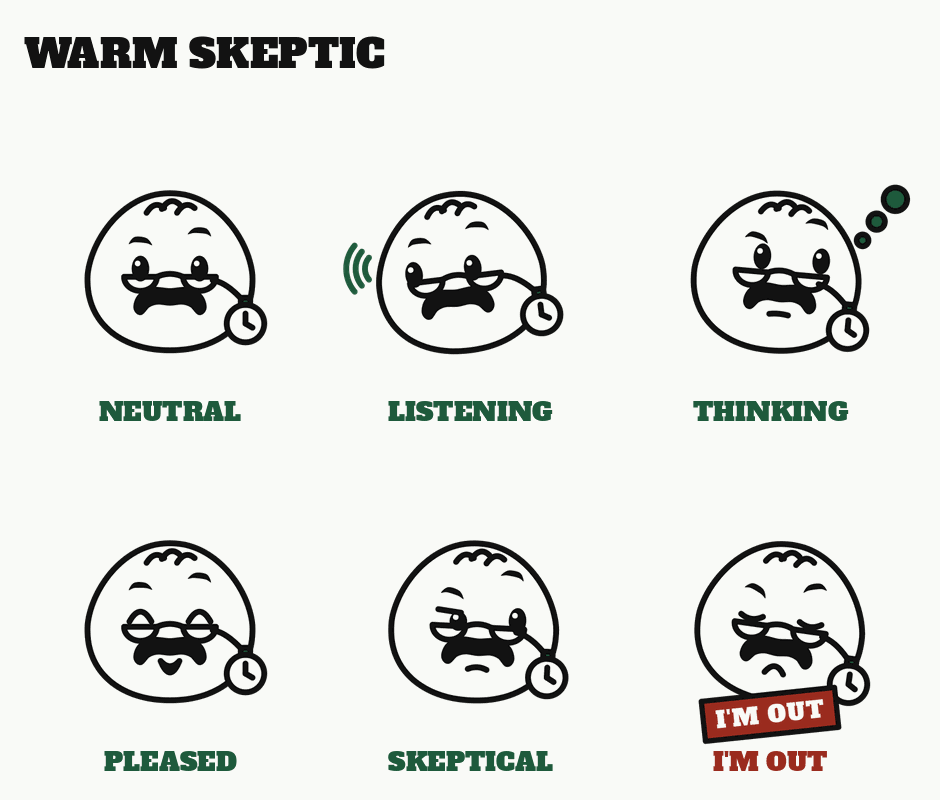 WARM SKEPTIC
NEUTRAL
LISTENING
THINKING
PLEASED
SKEPTICAL
I'M OUT
I'M OUT